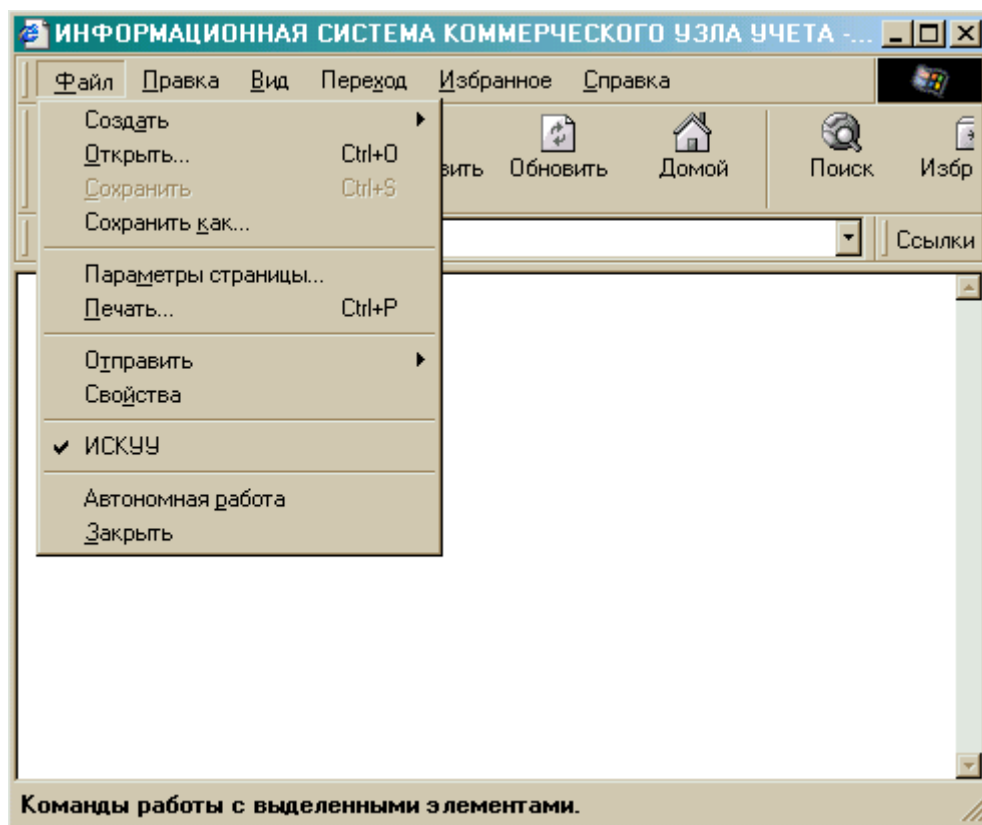 ИНФОРМАЦИОННАЯ СИСТЕМА КОММЕРЧЕСКОГО УЗЛА УЧЕТА -...
Файл Правка Вид Переход Избранное Справка
вить Обновить Домой Поиск Избр
Ссылки
Создать
Открыть... Ctrl+O
Сохранить Ctrl+S
Сохранить как...
Параметры страницы...
Печать... Ctrl+P
Отправить
Свойства
ИСКУУ
Автономная работа
Закрыть
Команды работы с выделенными элементами.